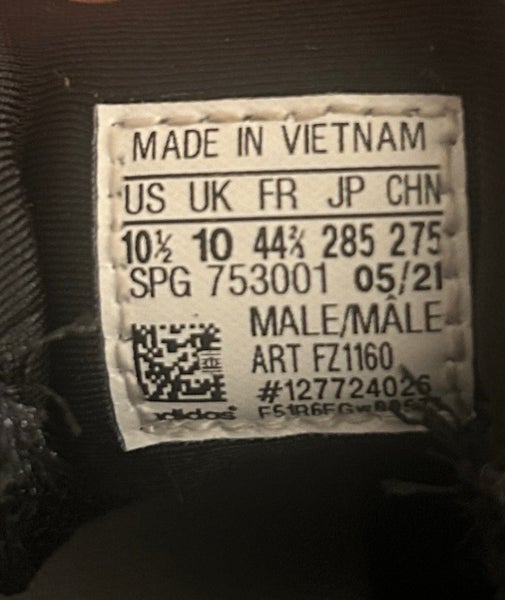 MADE IN VIETNAM
US UK FR JP CHN
10½ 10 44⅔ 285 275
SPG 753001 05/21
MALE/MÂLE
ART FZ1160
#127724026
adidas